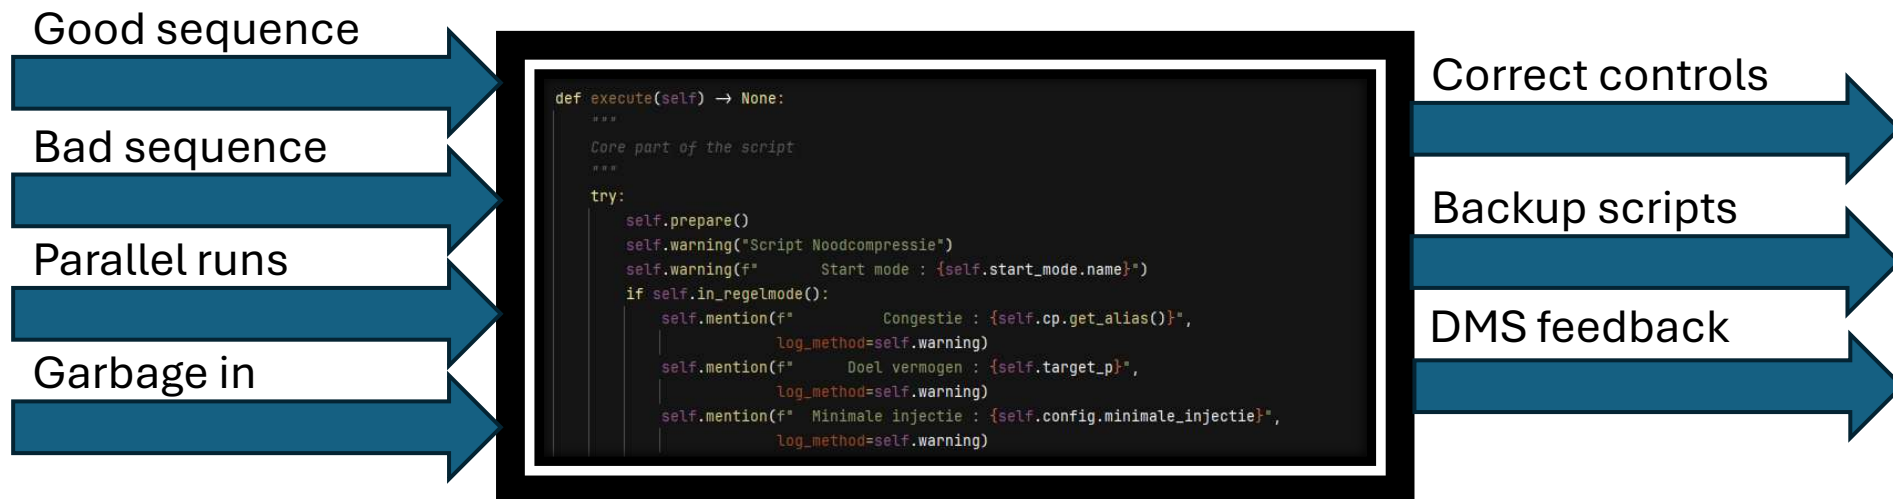 Good sequence
Bad sequence
Parallel runs
Garbage in
def execute(self) → None:
"""
Core part of the script
"""
try:
self.prepare()
self.warning("Script Noodcompressie")
self.warning(f"       Start mode : {self.start_mode.name}")
if self.in_regelmode():
self.mention(f"          Congestie : {self.cp.get_alias()}",
log_method=self.warning)
self.mention(f"      Doel vermogen : {self.target_p}",
log_method=self.warning)
self.mention(f"  Minimale injectie : {self.config.minimale_injectie}",
log_method=self.warning)
Correct controls
Backup scripts
DMS feedback